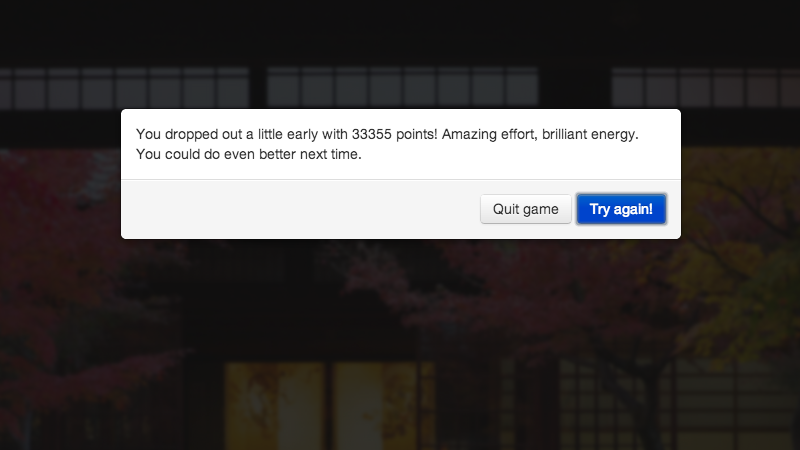 You dropped out a little early with 33355 points! Amazing effort, brilliant energy.
You could do even better next time.
Quit game
Try again!